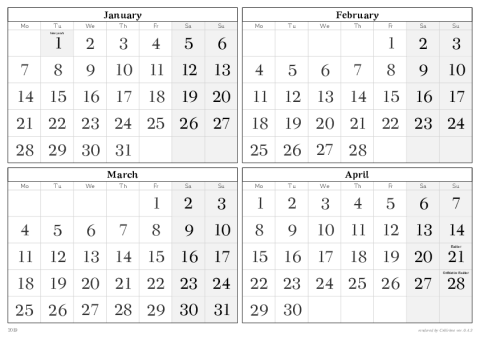 January
Mo Tu We Th Fr Sa Su
1 2 3 4 5 6
7 8 9 10 11 12 13
14 15 16 17 18 19 20
21 22 23 24 25 26 27
28 29 30 31
February
Mo Tu We Th Fr Sa Su
1 2 3
4 5 6 7 8 9 10
11 12 13 14 15 16 17
18 19 20 21 22 23 24
25 26 27 28
March
Mo Tu We Th Fr Sa Su
1 2 3
4 5 6 7 8 9 10
11 12 13 14 15 16 17
18 19 20 21 22 23 24
25 26 27 28 29 30 31
April
Mo Tu We Th Fr Sa Su
1 2 3 4 5 6 7
8 9 10 11 12 13 14
Easter
15 16 17 18 19 20 21
Orthodox Easter
22 23 24 25 26 27 28
29 30
2019